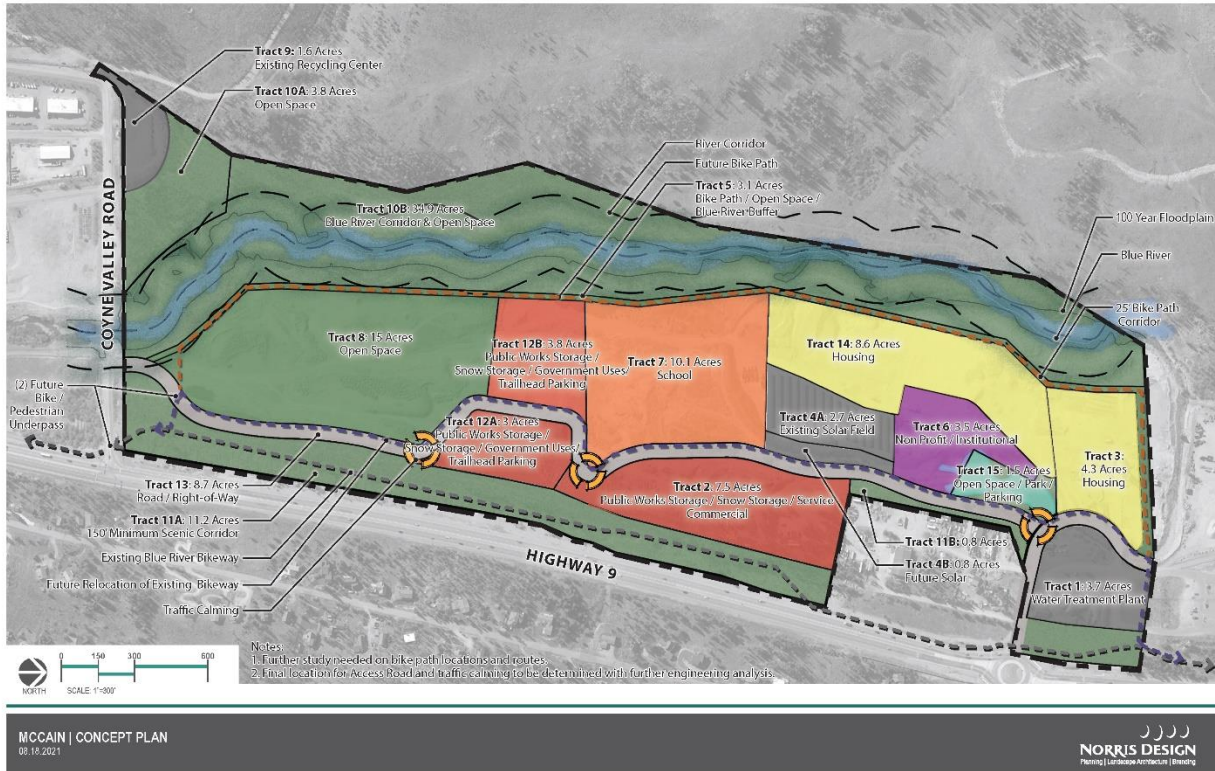 Tract 9: 1.6 Acres
Existing Recycling Center
Tract 10A: 3.8 Acres
Open Space
River Corridor
Future Bike Path
Tract 5: 3.1 Acres
Bike Path / Open Space /
Blue River Buffer
Tract 10B: 34.9 Acres
Blue River Corridor & Open Space
100 Year Floodplain
Blue River
25' Bike Path
Corridor
COYNE VALLEY ROAD
Tract 8: 15 Acres
Open Space
Tract 12B: 3.8 Acres
Public Works Storage /
Snow Storage / Government Uses/
Trailhead Parking
Tract 7: 10.1 Acres
School
Tract 14: 8.6 Acres
Housing
(2) Future
Bike /
Pedestrian
Underpass
Tract 12A: 3 Acres
Public Works Storage /
Snow Storage / Government Uses/
Trailhead Parking
Tract 4A: 2.7 Acres
Existing Solar Field
Tract 6: 3.5 Acres
Non Profit / Institutional
Tract 3:
4.3 Acres
Housing
Tract 15: 1.5 Acres
Open Space / Park /
Parking
Tract 13: 8.7 Acres
Road / Right-of-Way
Tract 2: 7.5 Acres
Public Works Storage / Snow Storage / Service
Commercial
Tract 11A: 11.2 Acres
150' Minimum Scenic Corridor
Existing Blue River Bikeway
Future Relocation of Existing Bikeway
Traffic Calming
HIGHWAY 9
Tract 11B: 0.8 Acres
Tract 4B: 0.8 Acres
Future Solar
Tract 1: 3.7 Acres
Water Treatment Plant
NORTH
0 150 300 600
SCALE: 1"=300'
Notes:
1. Further study needed on bike path locations and routes.
2. Final location for Access Road and traffic calming to be determined with further engineering analysis.
MCCAIN | CONCEPT PLAN
08.18.2021
NORRIS DESIGN
Planning | Landscape Architecture | Branding